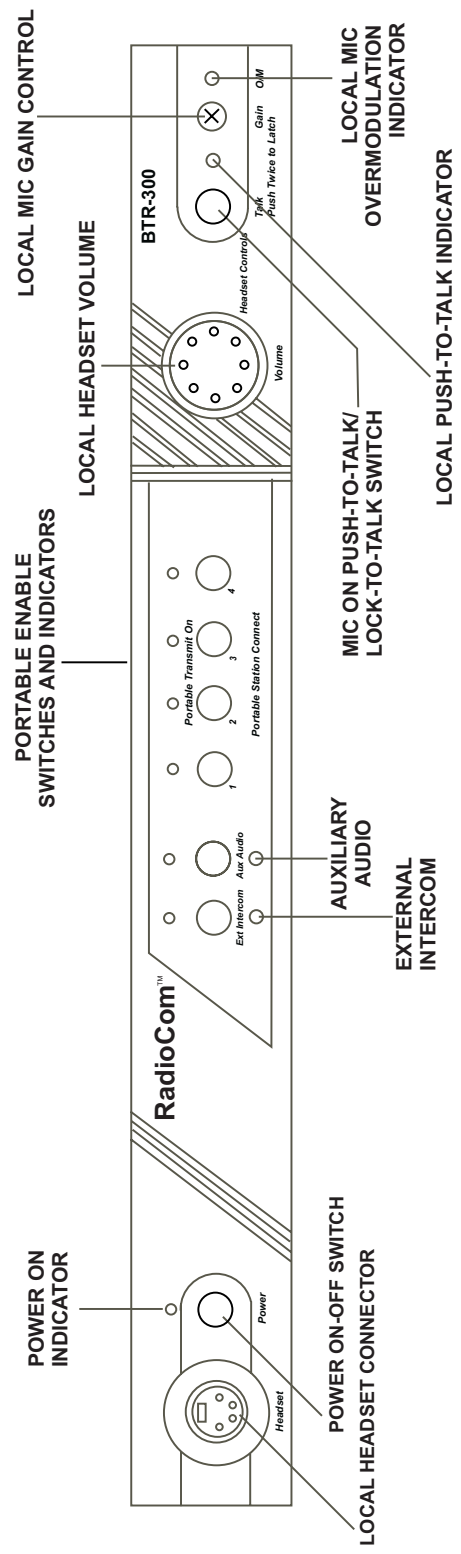 POWER ON
INDICATOR
PORTABLE ENABLE
SWITCHES AND INDICATORS
LOCAL HEADSET VOLUME
LOCAL MIC GAIN CONTROL
RadioCom™
BTR-300
Portable Transmit On
Headset
Power
Ext Intercom
Aux Audio
1
2
3
4
Portable Station Connect
Volume
Headset Controls
Talk
Push Twice to Latch
Gain
O/M
LOCAL HEADSET CONNECTOR
POWER ON-OFF SWITCH
EXTERNAL
INTERCOM
AUXILIARY
AUDIO
MIC ON PUSH-TO-TALK/
LOCK-TO-TALK SWITCH
LOCAL PUSH-TO-TALK INDICATOR
LOCAL MIC
OVERMODULATION
INDICATOR